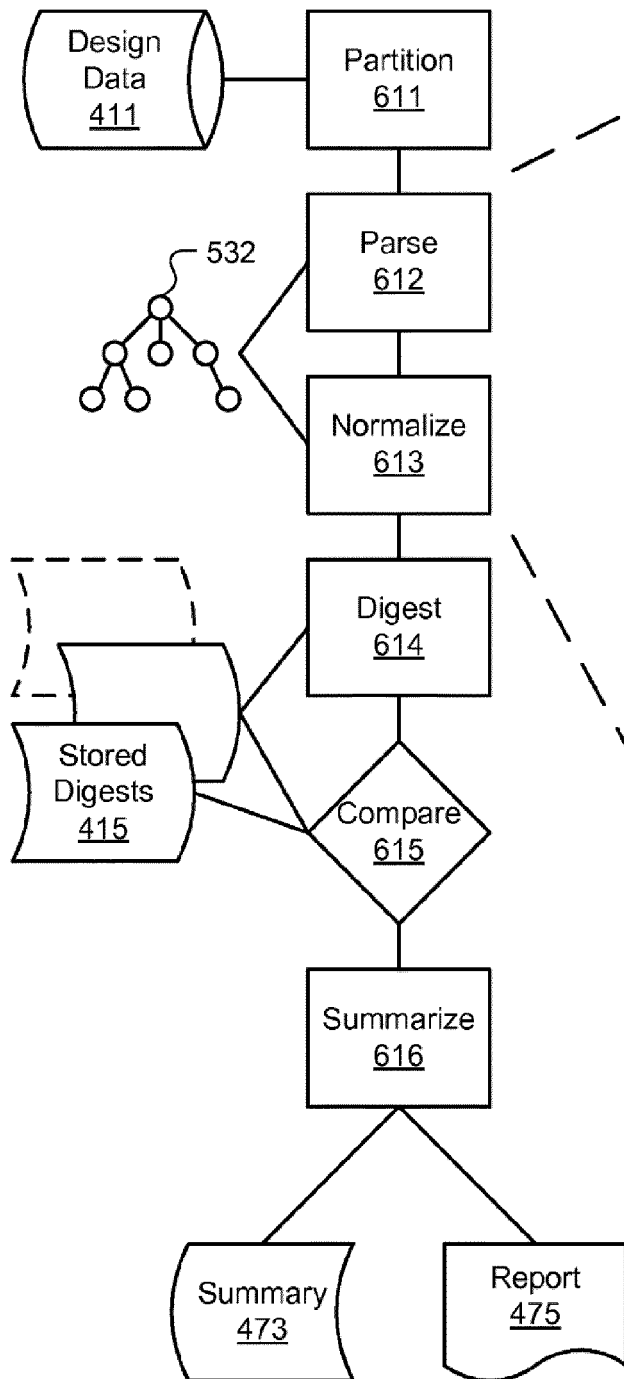 Design
Data
411
Partition
611
Parse
612
532
Normalize
613
Digest
614
Stored
Digests
415
Compare
615
Summarize
616
Summary
473
Report
475